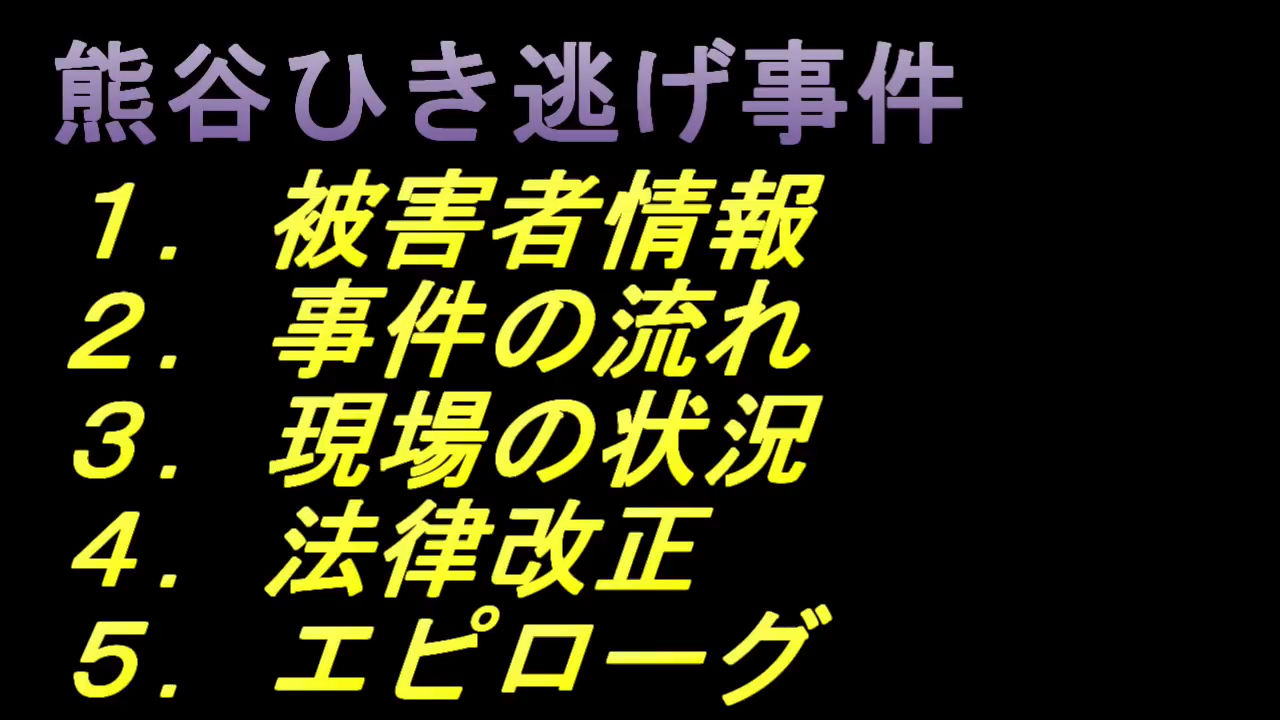 熊谷ひき逃げ事件
１．　被害者情報
２．　事件の流れ
３．　現場の状況
４．　法律改正
５．　エピローグ